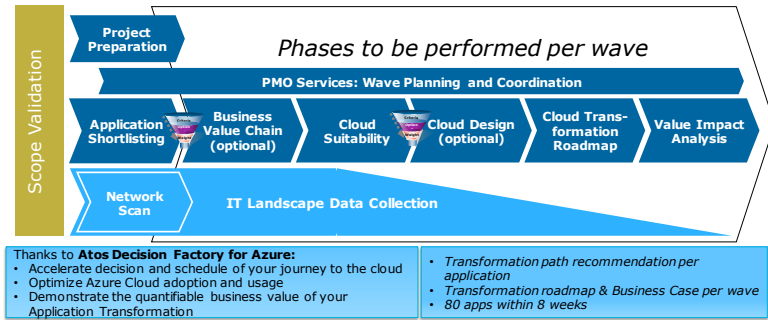 Scope Validation
Project
Preparation
Phases to be performed per wave
PMO Services: Wave Planning and Coordination
Application
Shortlisting
Criteria
Weight
Business
Value Chain
(optional)
Cloud
Suitability
Criteria
Weight
Cloud Design
(optional)
Cloud Trans-
formation
Roadmap
Value Impact
Analysis
Network
Scan
IT Landscape Data Collection
Thanks to Atos Decision Factory for Azure:
• Accelerate decision and schedule of your journey to the cloud
• Optimize Azure Cloud adoption and usage
• Demonstrate the quantifiable business value of your
Application Transformation
• Transformation path recommendation per
application
• Transformation roadmap & Business Case per wave
• 80 apps within 8 weeks